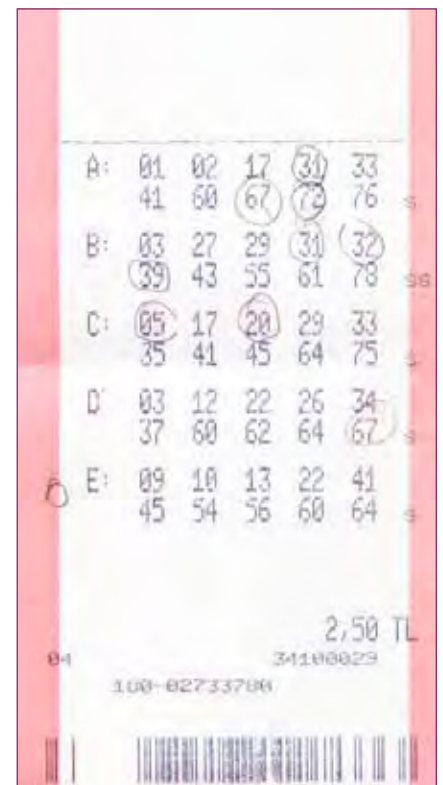 A: 01 02 17 31 33
41 60 67 72 76 s
B: 03 27 29 31 32
39 43 55 61 78 ss
C: 05 17 20 29 33
35 41 45 64 75 s
D 03 12 22 26 34
37 60 62 64 67 s
E: 09 10 13 22 41
45 54 56 60 64 s
2,50 TL
04 34100029